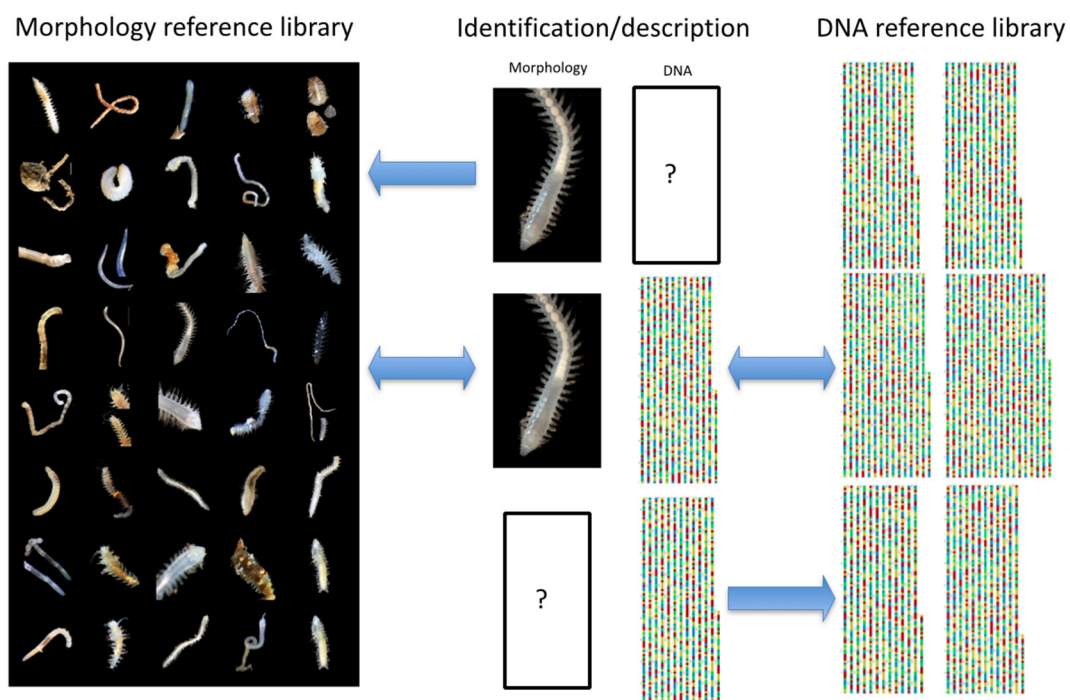 Morphology reference library
Identification/description
DNA reference library
Morphology
DNA
?
?